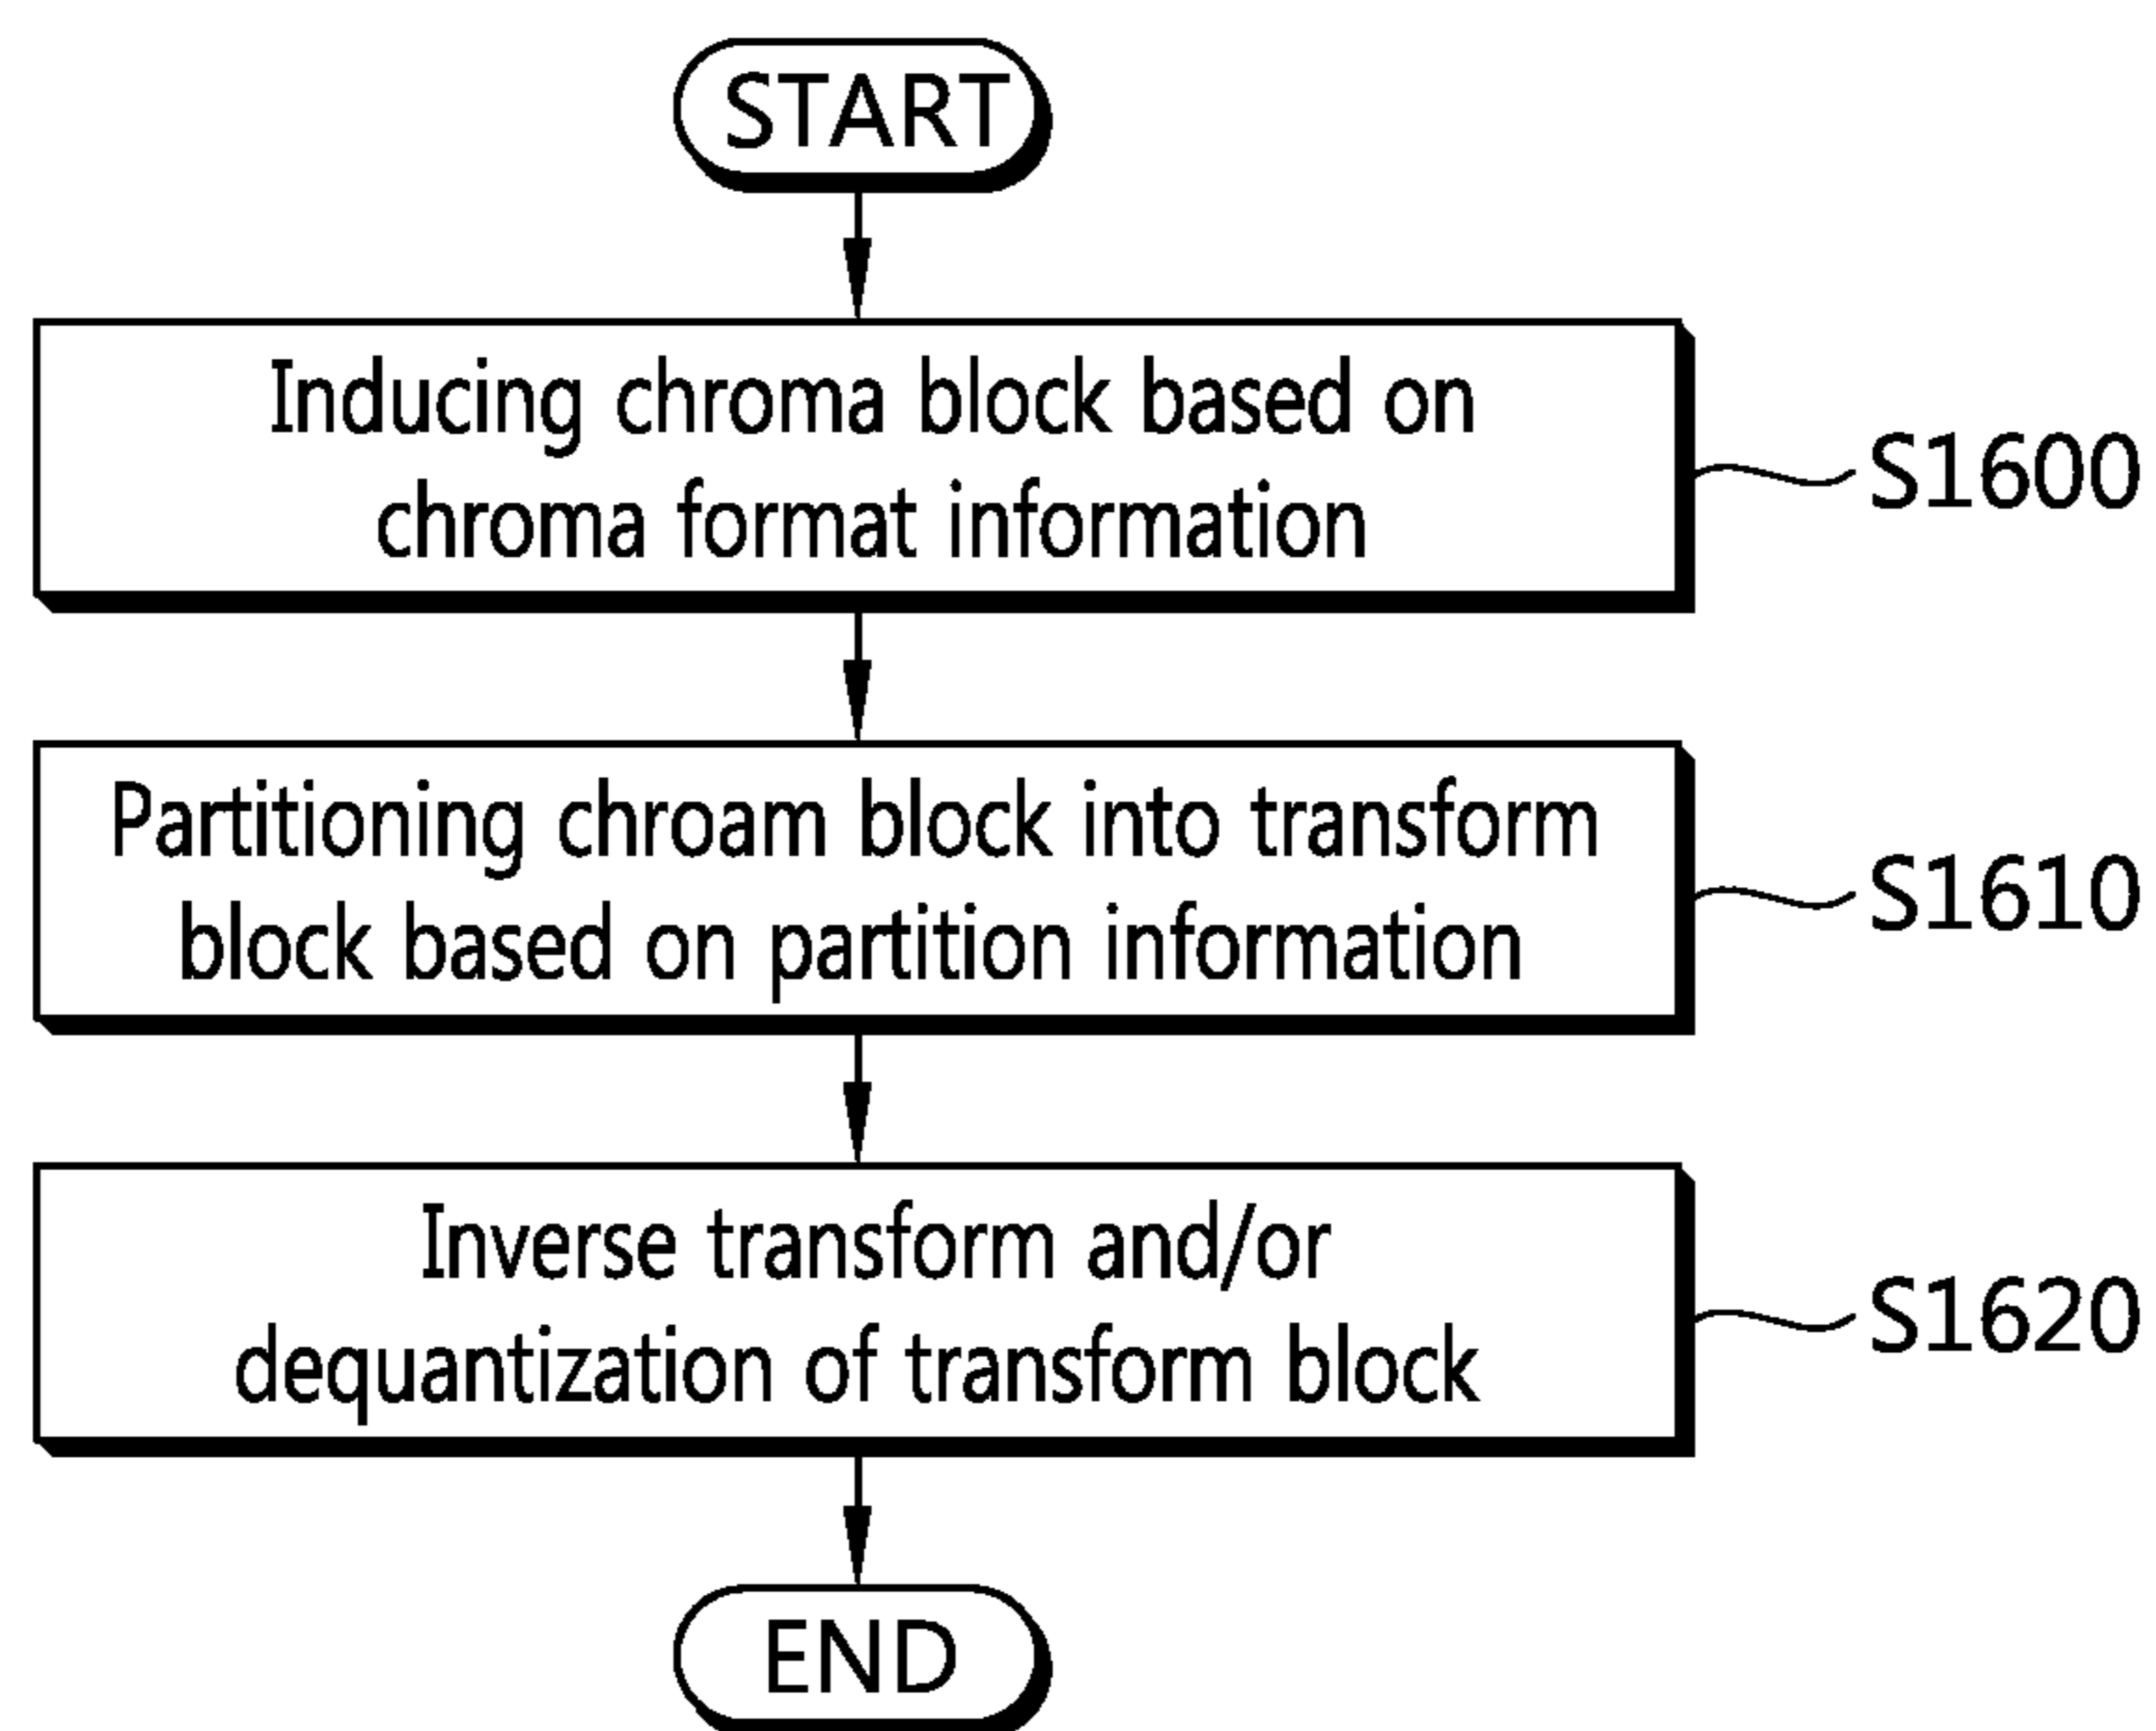 START
Inducing chroma block based on
chroma format information
S1600
Partitioning chroam block into transform
block based on partition information
S1610
Inverse transform and/or
dequantization of transform block
S1620
END